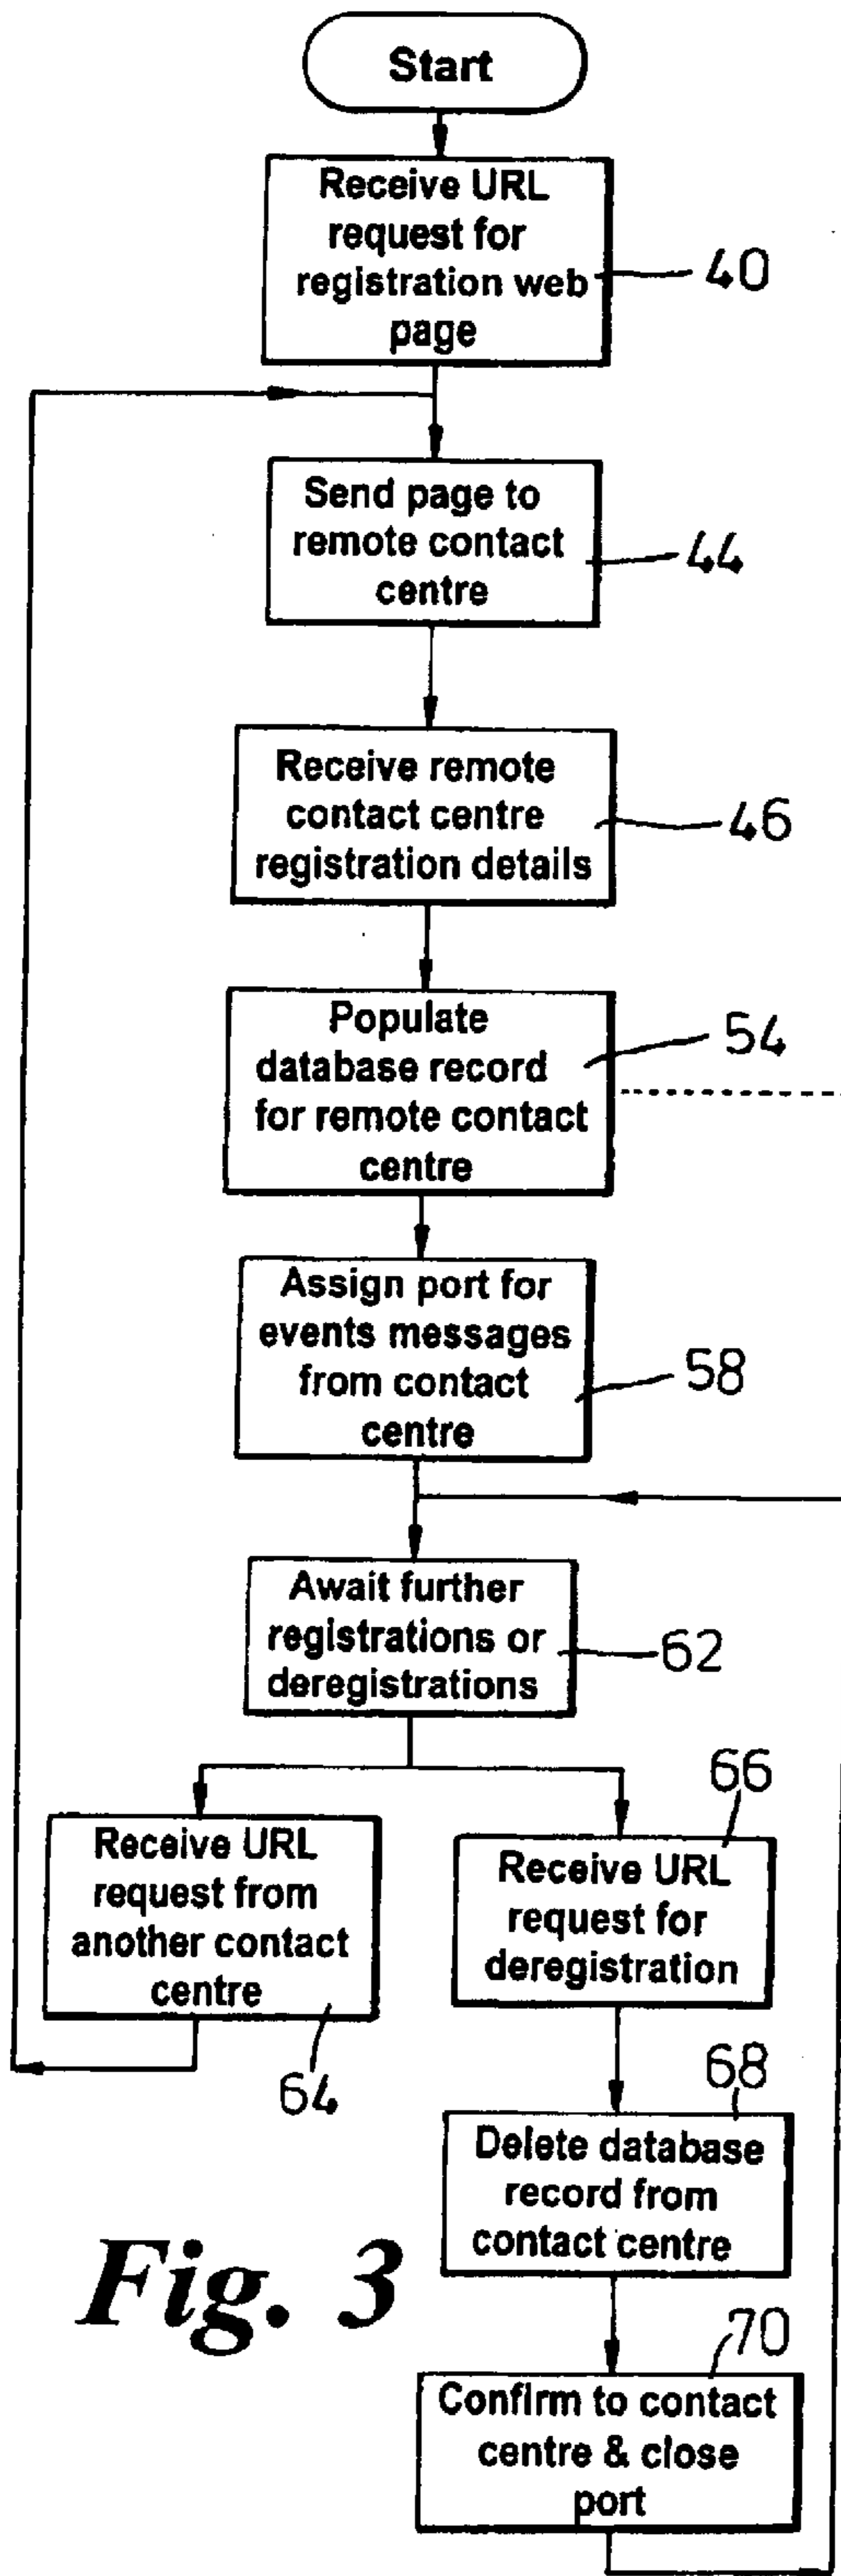 Start
Receive URL
request for
registration web
page
40
Send page to
remote contact
centre
44
Receive remote
contact centre
registration details
46
Populate
database record
for remote contact
centre
54
Assign port for
events messages
from contact
centre
58
Await further
registrations or
deregistrations
62
Receive URL
request from
another contact
centre
64
66
Receive URL
request for
deregistration
68
Delete database
record from
contact centre
70
Confirm to contact
centre & close
port
Fig. 3